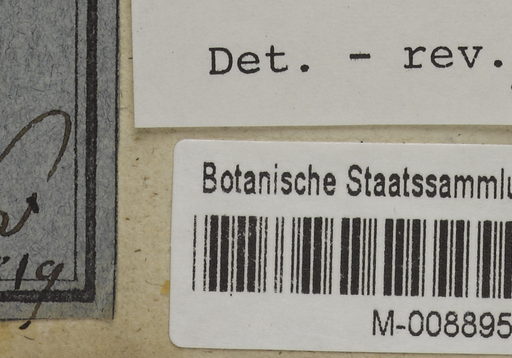 Det. - rev.
Botanische Staatssammlu
M-008895